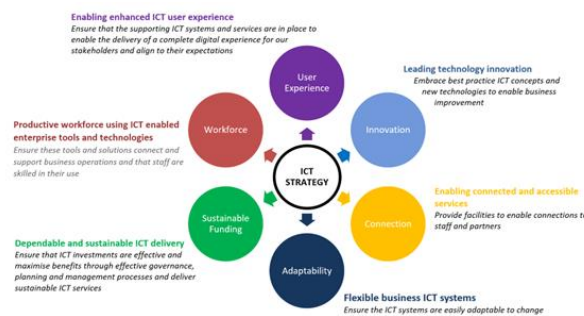 Enabling enhanced ICT user experience
Ensure that the supporting ICT systems and services are in place to
enable the delivery of a complete digital experience for our
stakeholders and align to their expectations
User
Experience
Leading technology innovation
Embrace best practice ICT concepts and
new technologies to enable business
improvement
Innovation
Productive workforce using ICT enabled
enterprise tools and technologies
Ensure these tools and solutions connect and
support business operations and that staff are
skilled in their use
Workforce
ICT
STRATEGY
Enabling connected and accessible
services
Provide facilities to enable connections to
staff and partners
Connection
Sustainable
Funding
Dependable and sustainable ICT delivery
Ensure that ICT investments are effective and
maximise benefits through effective governance,
planning and management processes and deliver
sustainable ICT services
Adaptability
Flexible business ICT systems
Ensure the ICT systems are easily adaptable to change